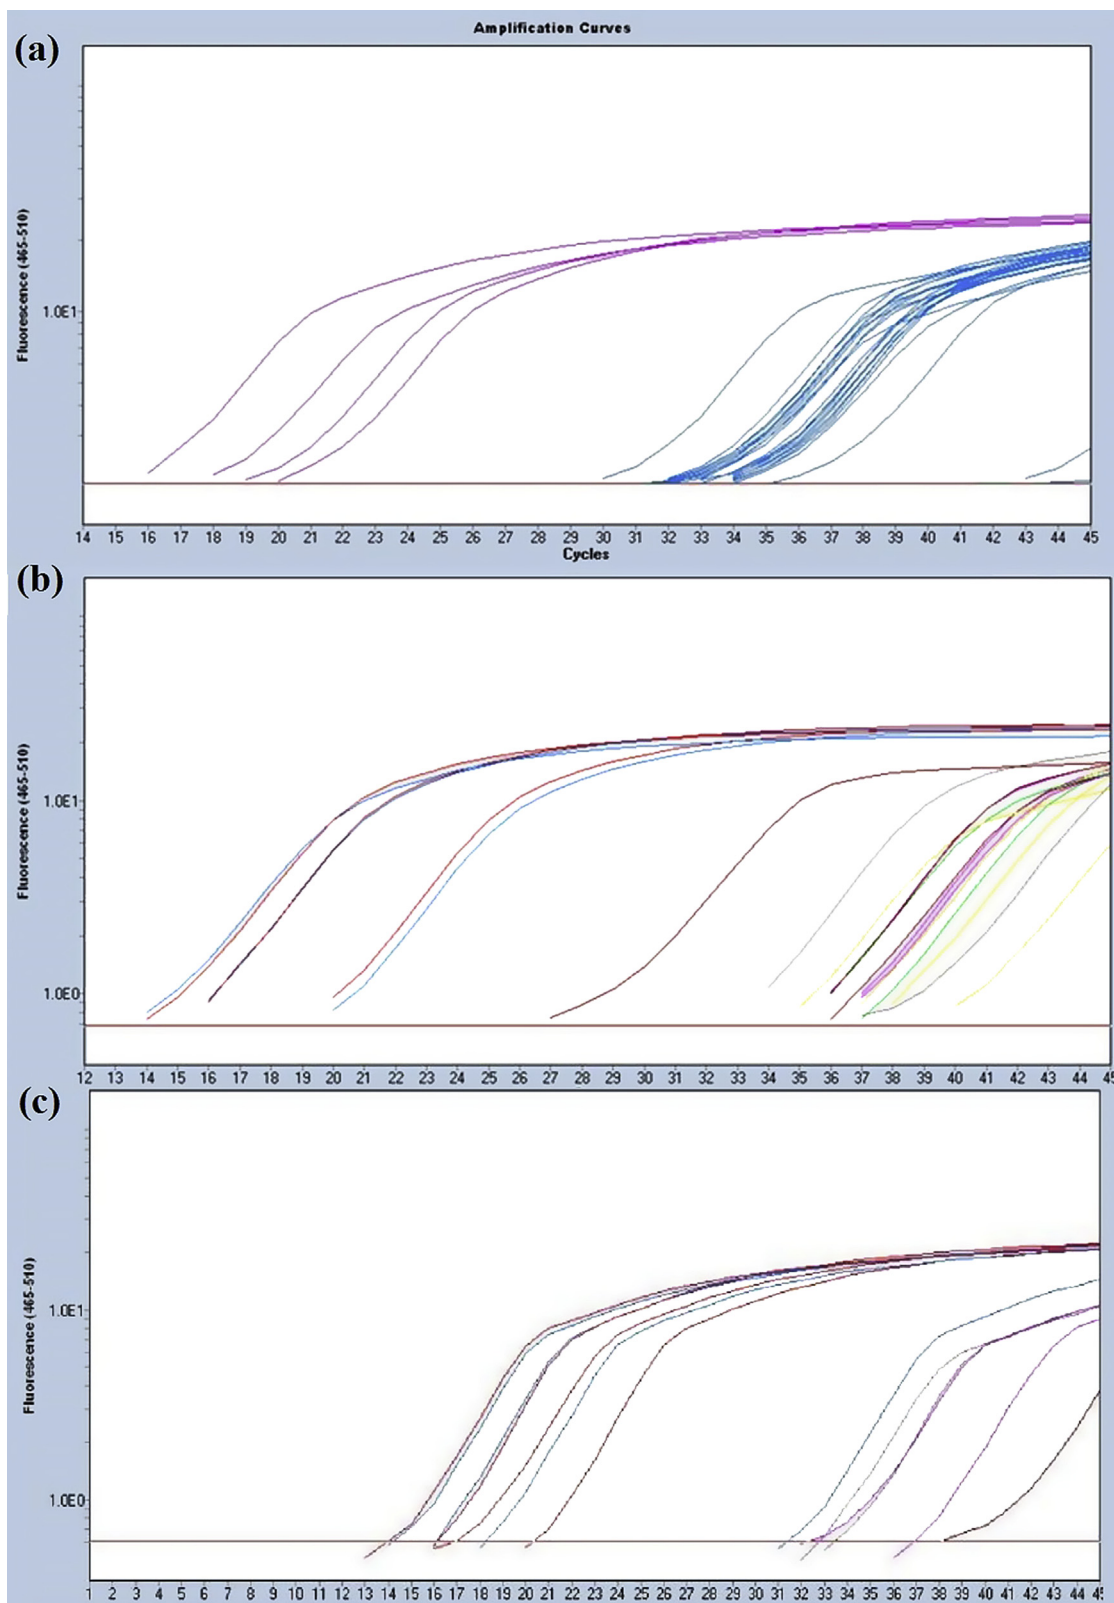 (a)
Amplification Curves
Fluorescence (465-510)
1.0E1
14 15 16 17 18 19 20 21 22 23 24 25 26 27 28 29 30 31 32 33 34 35 36 37 38 39 40 41 42 43 44 45
Cycles
(b)
Fluorescence (465-510)
1.0E1
1.0E0
12 13 14 15 16 17 18 19 20 21 22 23 24 25 26 27 28 29 30 31 32 33 34 35 36 37 38 39 40 41 42 43 44 45
(c)
Fluorescence (465-510)
1.0E1
1.0E0
1 2 3 4 5 6 7 8 9 10 11 12 13 14 15 16 17 18 19 20 21 22 23 24 25 26 27 28 29 30 31 32 33 34 35 36 37 38 39 40 41 42 43 44 45